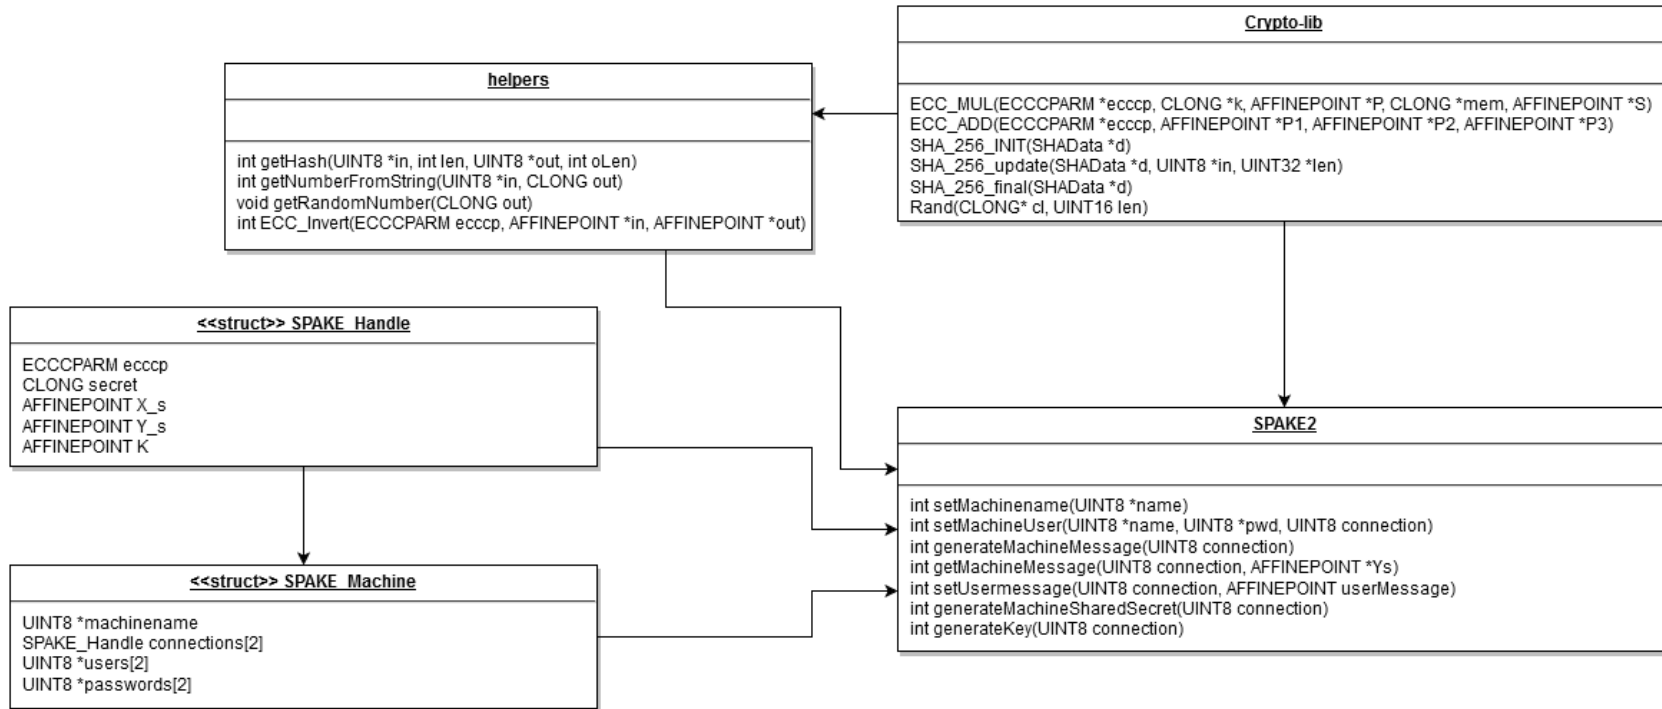 Crypto-lib
ECC_MUL(ECCCPARM *ecccp, CLONG *k, AFFINEPOINT *P, CLONG *mem, AFFINEPOINT *S)
ECC_ADD(ECCCPARM *ecccp, AFFINEPOINT *P1, AFFINEPOINT *P2, AFFINEPOINT *P3)
SHA_256_INIT(SHAData *d)
SHA_256_update(SHAData *d, UINT8 *in, UINT32 *len)
SHA_256_final(SHAData *d)
Rand(CLONG* cl, UINT16 len)
helpers
int getHash(UINT8 *in, int len, UINT8 *out, int oLen)
int getNumberFromString(UINT8 *in, CLONG out)
void getRandomNumber(CLONG out)
int ECC_Invert(ECCCPARM ecccp, AFFINEPOINT *in, AFFINEPOINT *out)
<<struct>> SPAKE_Handle
ECCCPARM ecccp
CLONG secret
AFFINEPOINT X_s
AFFINEPOINT Y_s
AFFINEPOINT K
SPAKE2
int setMachinename(UINT8 *name)
int setMachineUser(UINT8 *name, UINT8 *pwd, UINT8 connection)
int generateMachineMessage(UINT8 connection)
int getMachineMessage(UINT8 connection, AFFINEPOINT *Ys)
int setUsermessage(UINT8 connection, AFFINEPOINT userMessage)
int generateMachineSharedSecret(UINT8 connection)
int generateKey(UINT8 connection)
<<struct>> SPAKE_Machine
UINT8 *machinename
SPAKE_Handle connections[2]
UINT8 *users[2]
UINT8 *passwords[2]